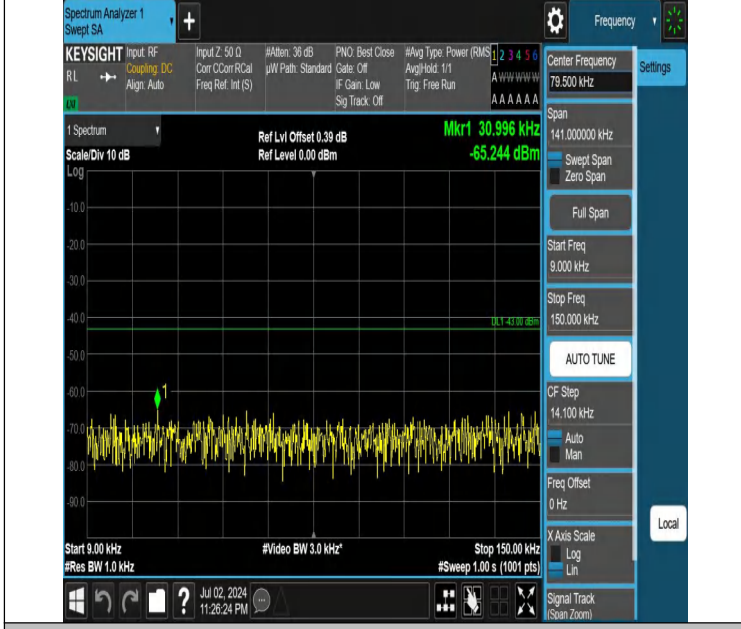 Spectrum Analyzer 1
Swept SA
+
Frequency
KEYSIGHT
RL
LXI
Input: RF
Coupling: DC
Align: Auto
Input Z: 50 Ω
Corr CCorr RCal
Freq Ref: Int (S)
#Atten: 36 dB
µW Path: Standard
PNO: Best Close
Gate: Off
IF Gain: Low
Sig Track: Off
#Avg Type: Power (RMS
Avg|Hold: 1/1
Trig: Free Run
1 2 3 4 5 6
A W W W W W
A A A A A A
1 Spectrum
Scale/Div 10 dB
Log
Ref Lvl Offset 0.39 dB
Ref Level 0.00 dBm
Mkr1 30.996 kHz
-65.244 dBm
-10.0
-20.0
-30.0
-40.0
DL1 -43.00 dBm
-50.0
-60.0
1
-70.0
-80.0
-90.0
Start 9.00 kHz
#Res BW 1.0 kHz
#Video BW 3.0 kHz*
Stop 150.00 kHz
#Sweep 1.00 s (1001 pts)
?
Jul 02, 2024
11:26:24 PM
Center Frequency
79.500 kHz
Settings
Span
141.000000 kHz
Swept Span
Zero Span
Full Span
Start Freq
9.000 kHz
Stop Freq
150.000 kHz
AUTO TUNE
CF Step
14.100 kHz
Auto
Man
Freq Offset
0 Hz
X Axis Scale
Log
Lin
Local
Signal Track
(Span Zoom)